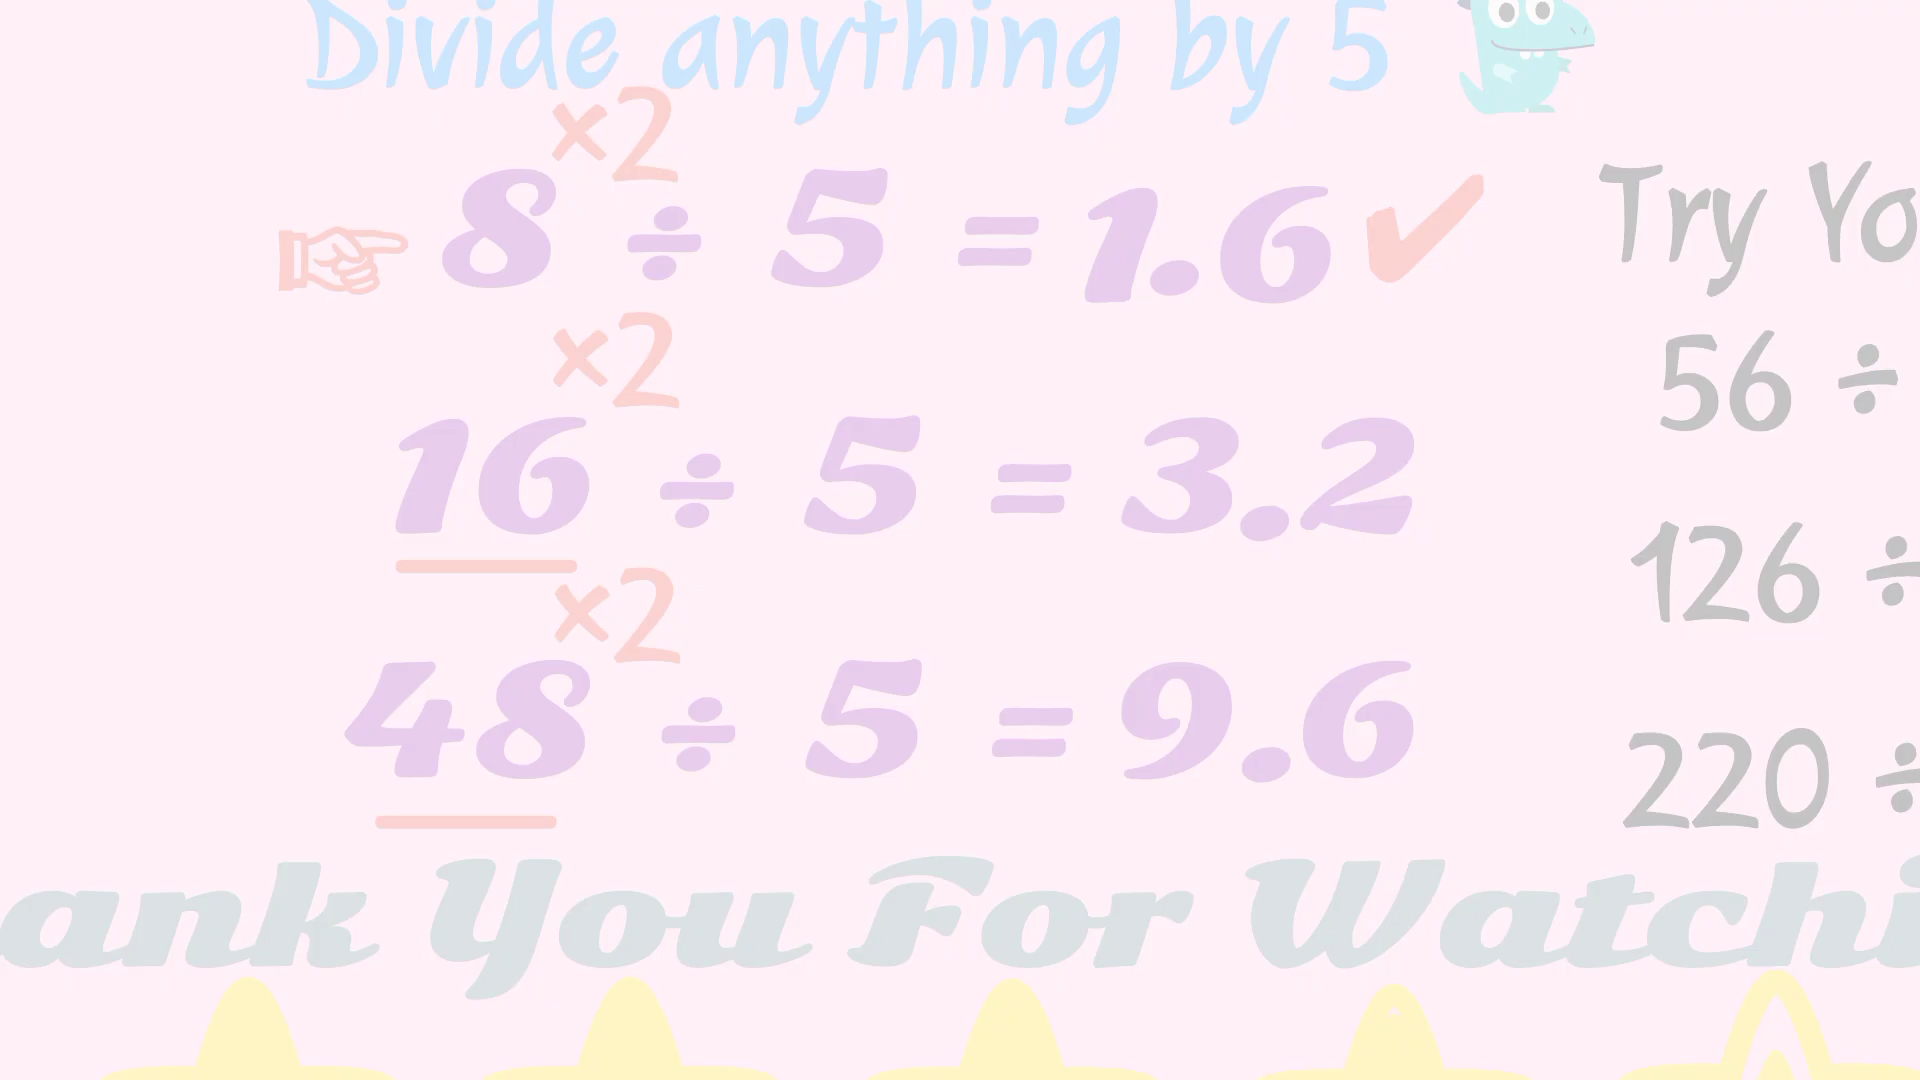 Divide anything by 5
×2
8 ÷ 5 = 1.6✔
×2
16 ÷ 5 = 3.2
×2
48 ÷ 5 = 9.6
Try Yo
56 ÷
126 ÷
220 ÷
ank You For Watchi